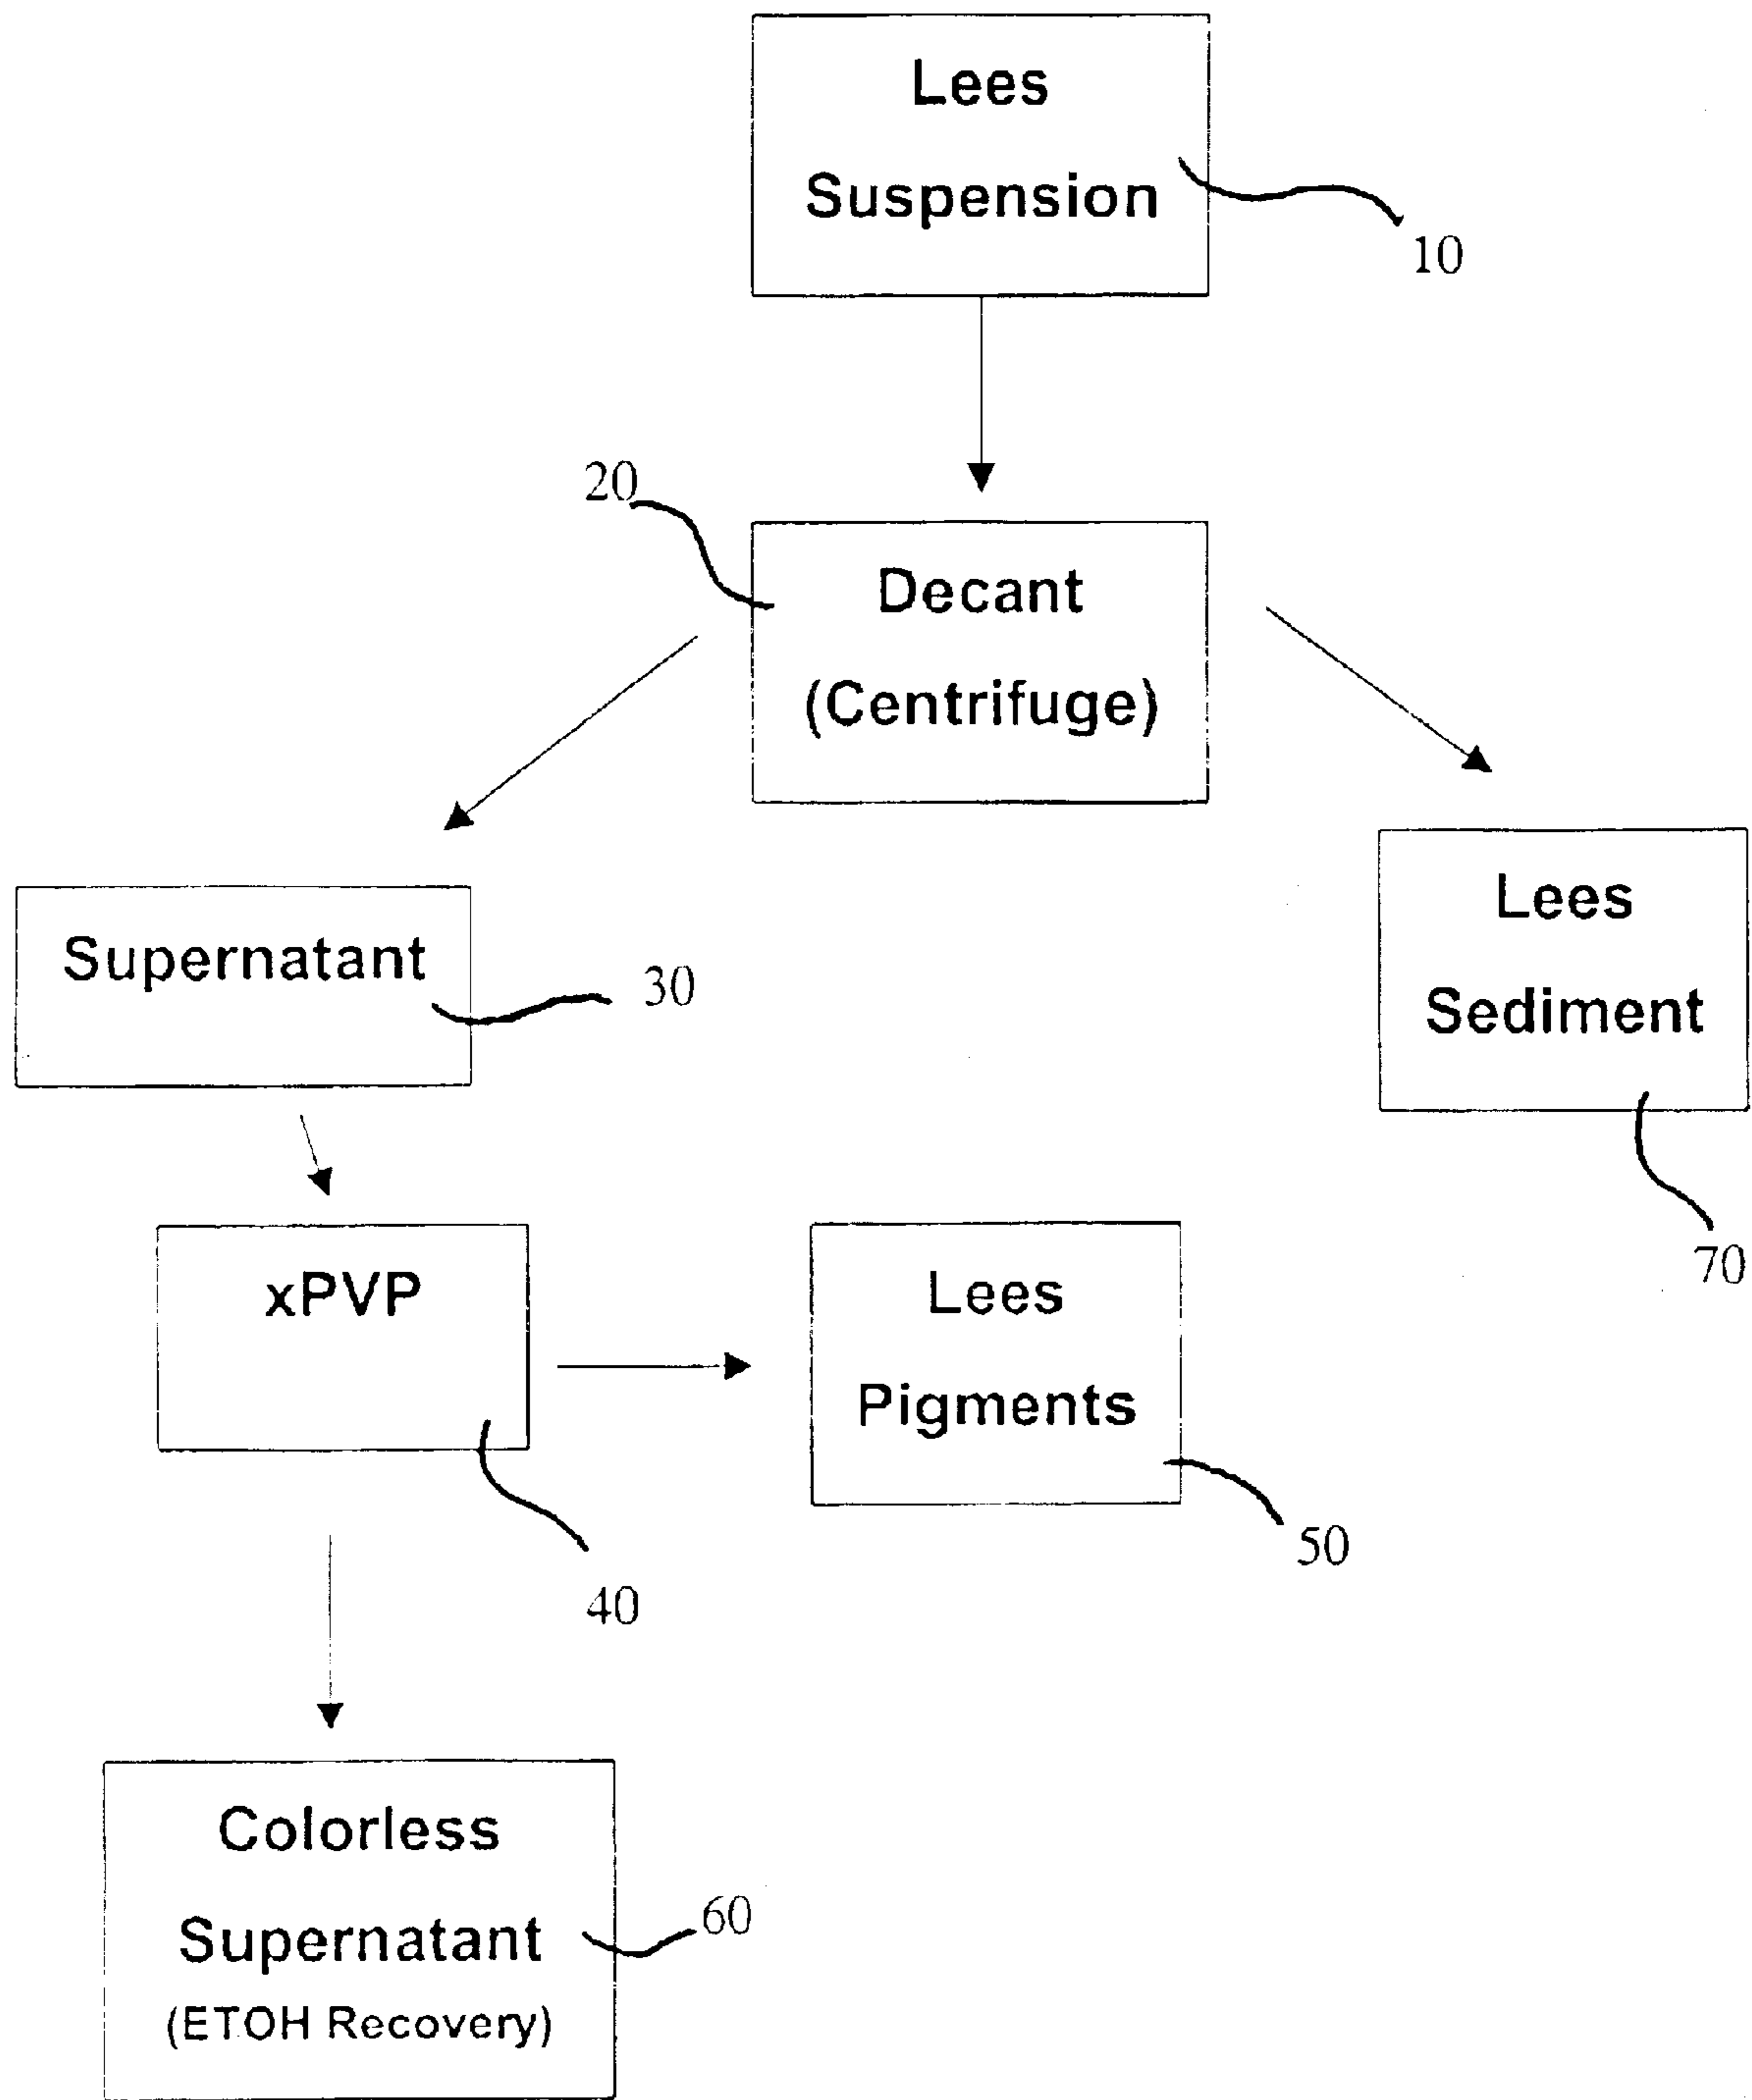 Lees
Suspension
10
20
Decant
(Centrifuge)
Supernatant
30
Lees
Sediment
70
xPVP
40
Lees
Pigments
50
Colorless
Supernatant
(ETOH Recovery)
60